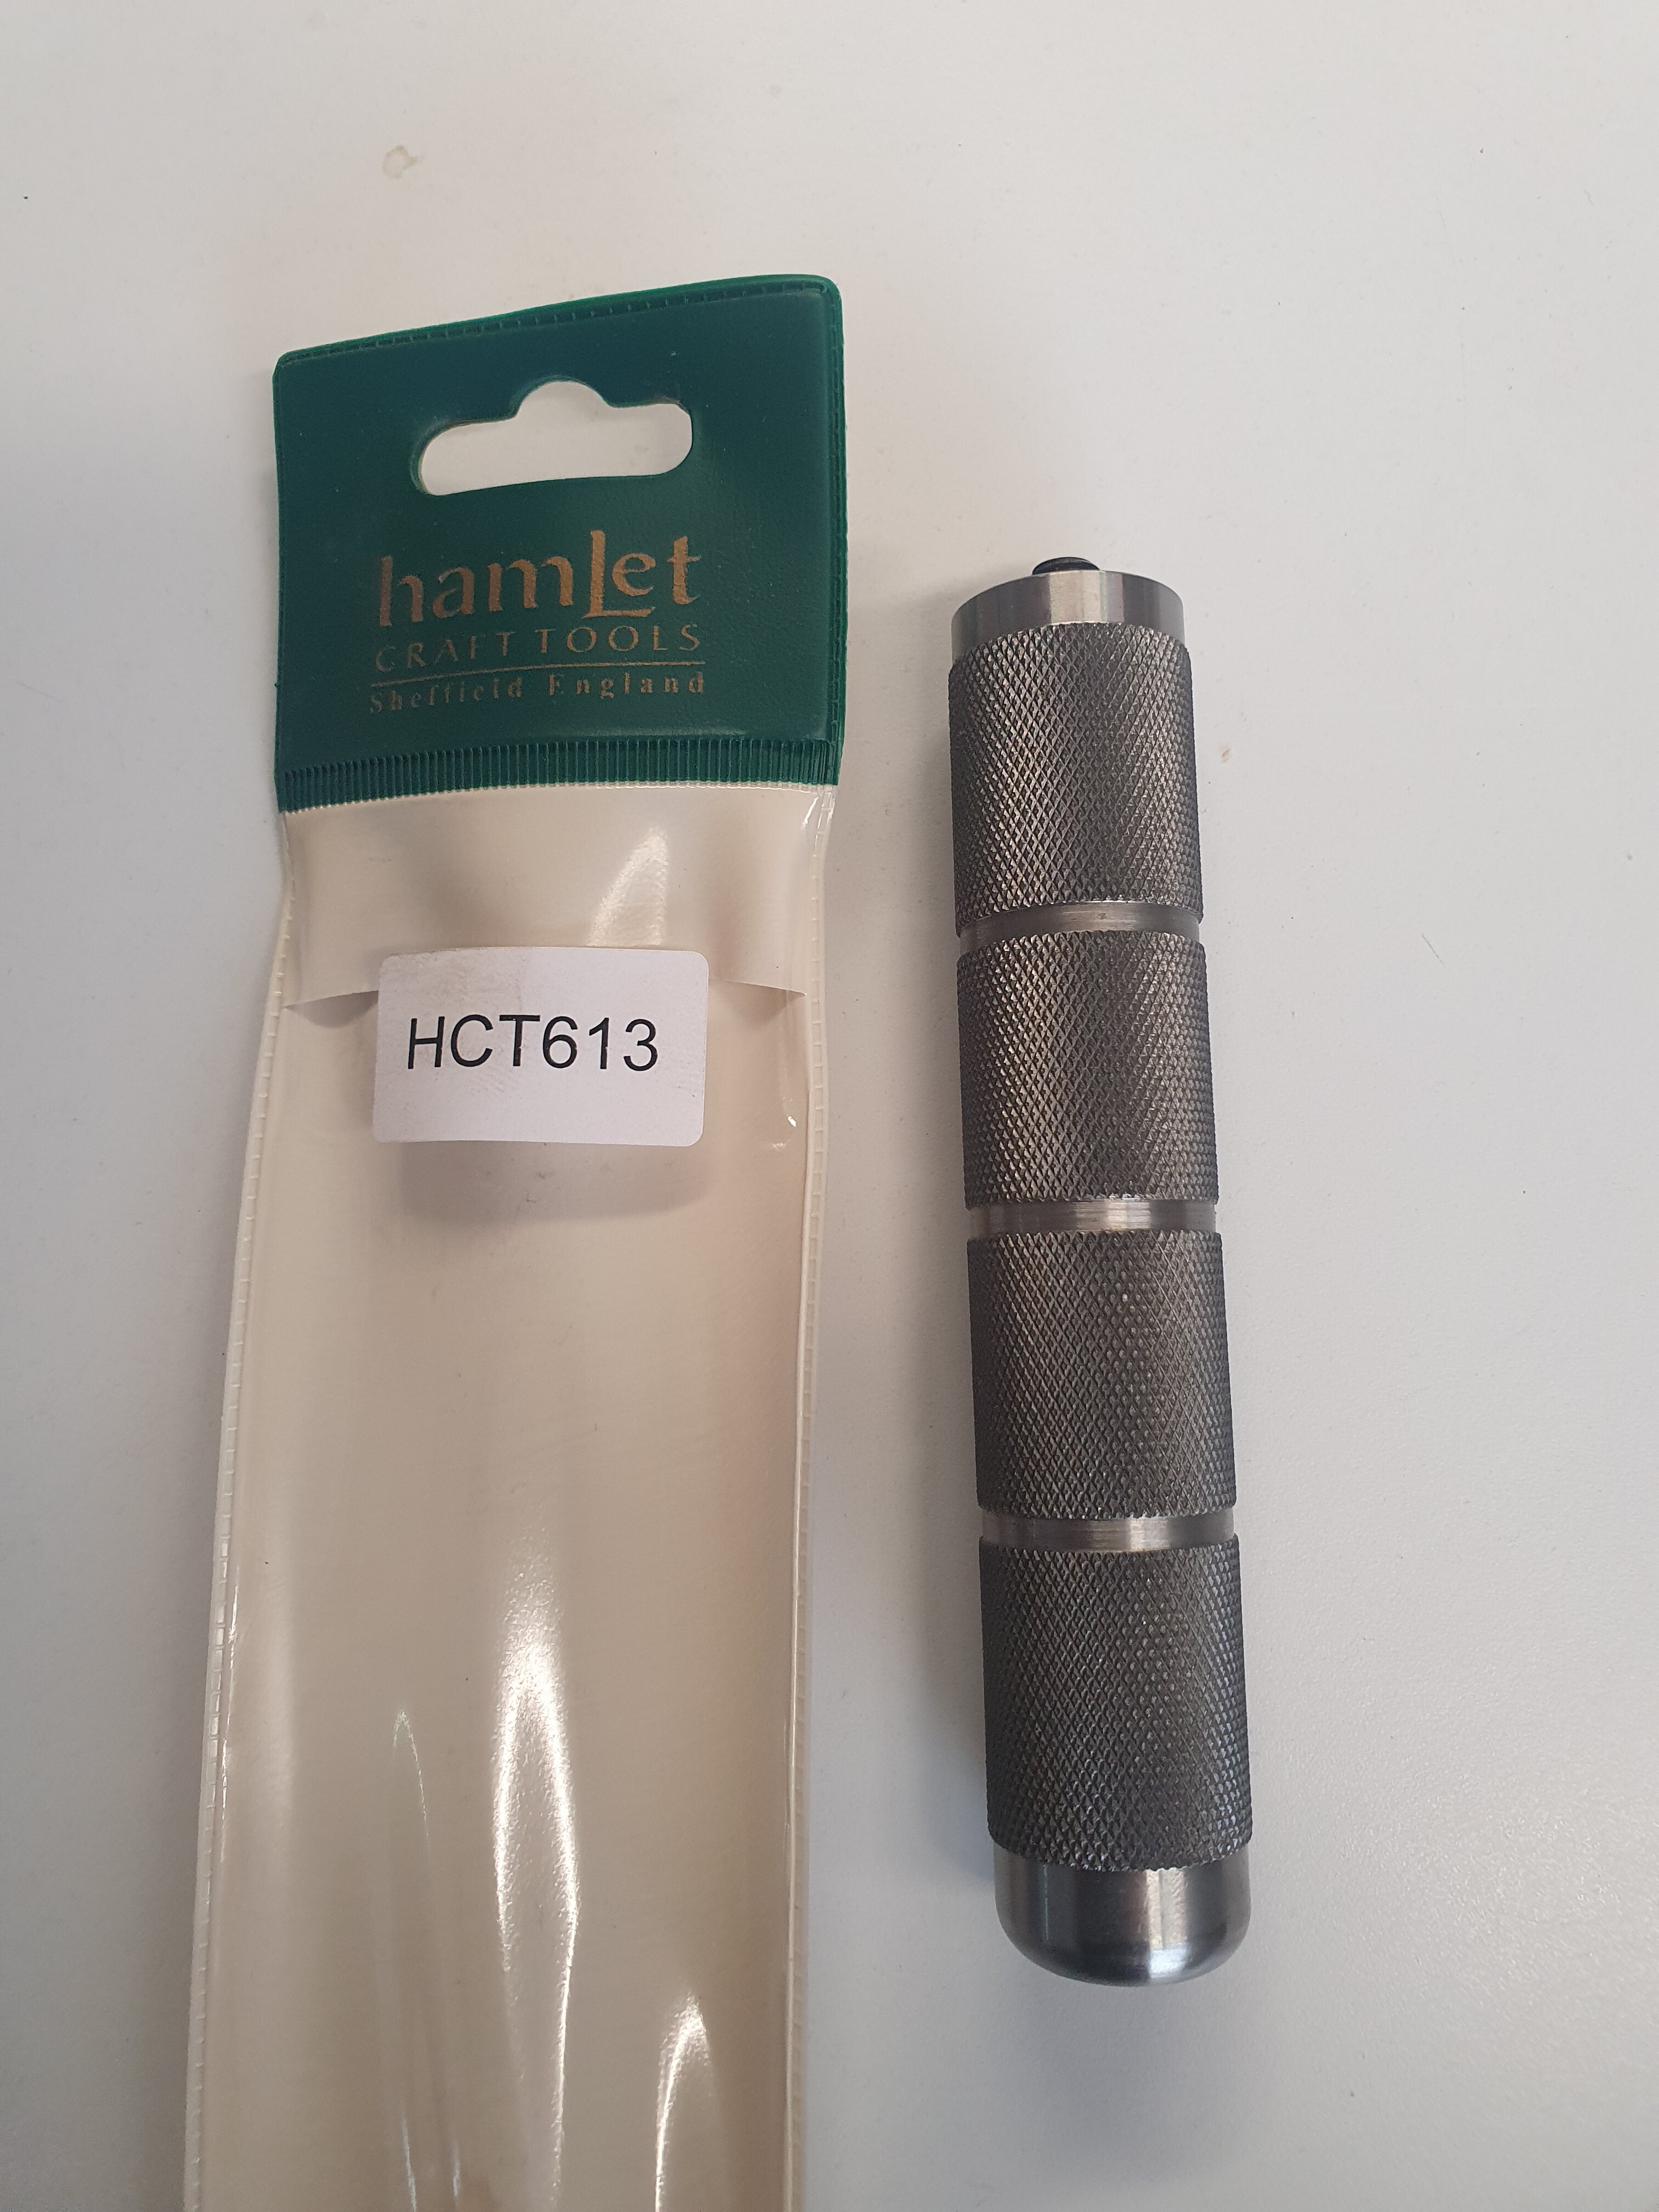 hamLet
CRAFT TOOLS
Sheffield England
HCT613